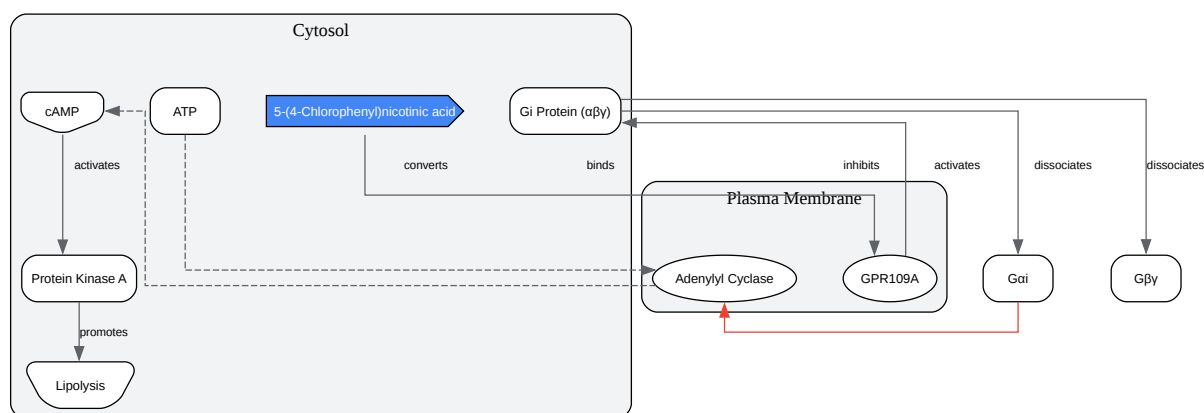 Cytosol
cAMP
ATP
5-(4-Chlorophenyl)nicotinic acid
Gi Protein (αβγ)
activates
converts
binds
inhibits
activates
dissociates
dissociates
Plasma Membrane
Protein Kinase A
Adenylyl Cyclase
GPR109A
Gαi
Gβγ
promotes
Lipolysis